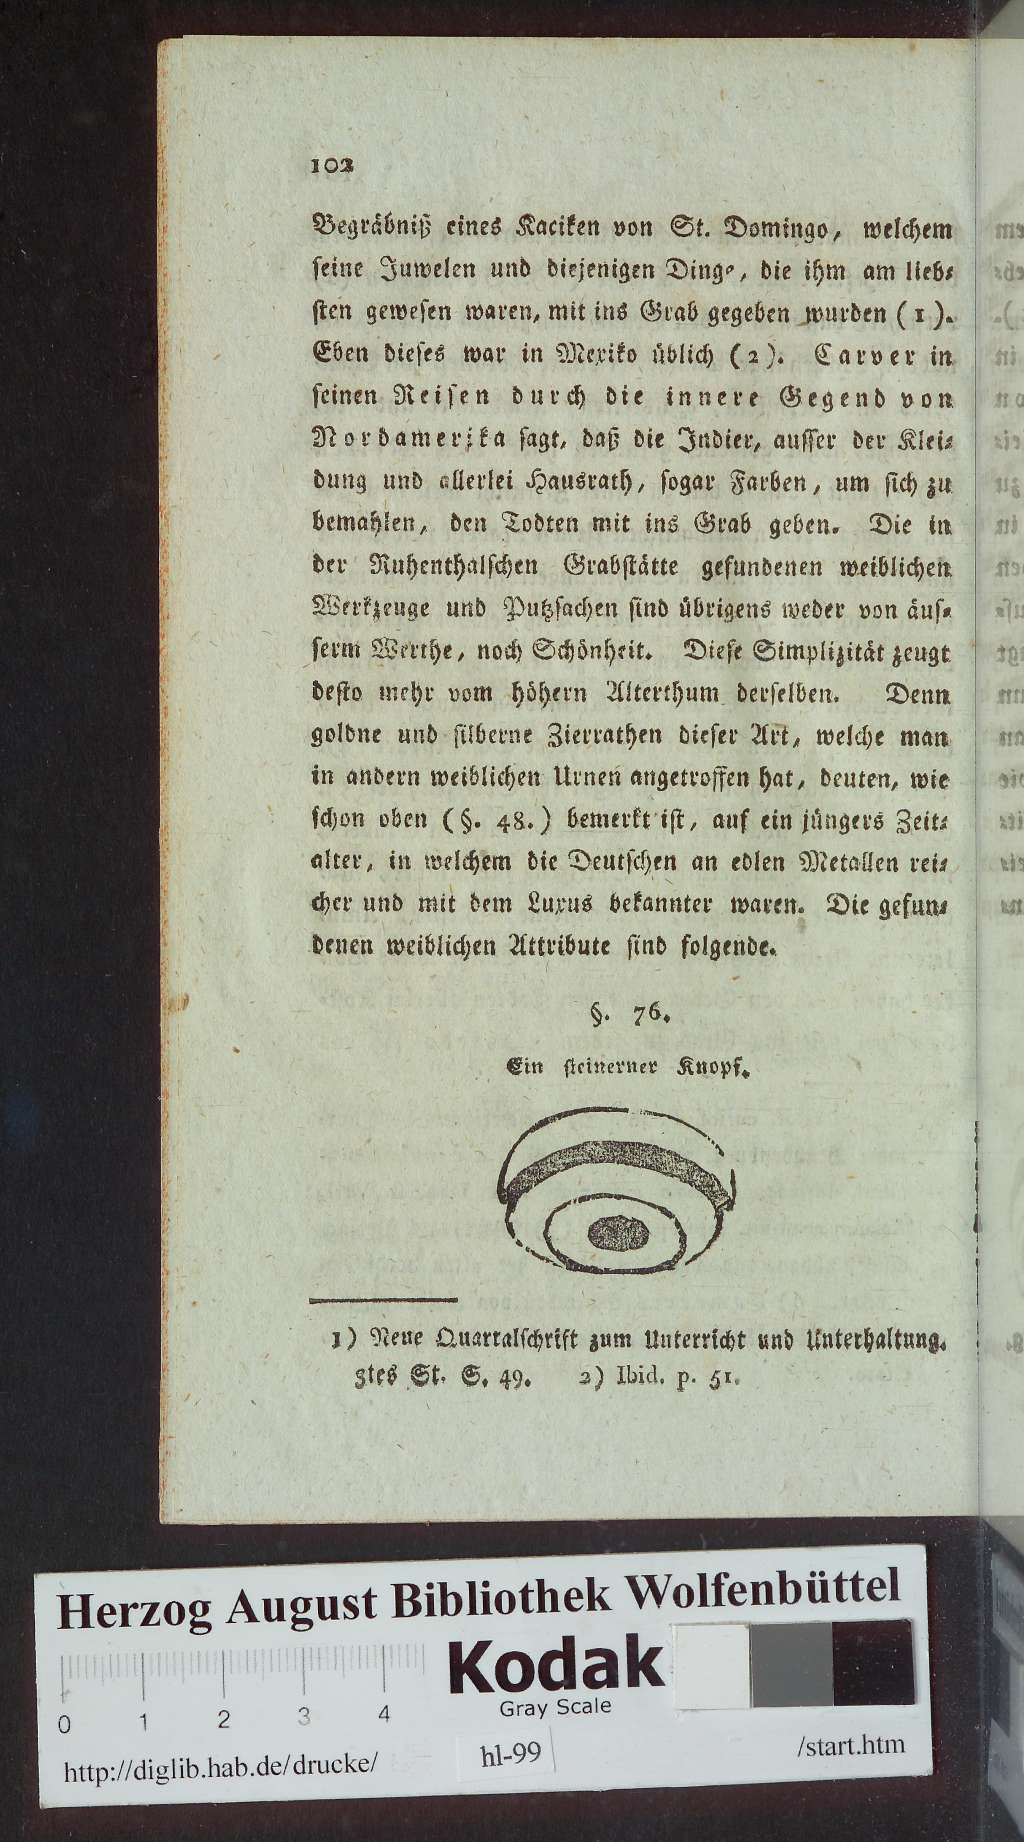 102
Begräbniß eines Kaciken von St. Domingo, welchem
seine Juwelen und diejenigen Dinge, die ihm am lieb-
sten gewesen waren, mit ins Grab gegeben wurden (1).
Eben dieses war in Mexiko üblich (2). Carver in
seinen Reisen durch die innere Gegend von
Nordamerika sagt, daß die Indier, ausser der Klei-
dung und allerlei Hausrath, sogar Farben, um sich zu
bemahlen, den Todten mit ins Grab geben. Die in
der Ruhenthalschen Grabstätte gefundenen weiblichen
Werkzeuge und Putzsachen sind übrigens weder von äus-
serm Werthe, noch Schönheit. Diese Simplizität zeugt
desto mehr vom höhern Alterthum derselben. Denn
goldne und silberne Zierrathen dieser Art, welche man
in andern weiblichen Urnen angetroffen hat, deuten, wie
schon oben (§. 48.) bemerkt ist, auf ein jüngers Zeit-
alter, in welchem die Deutschen an edlen Metallen rei-
cher und mit dem Luxus bekannter waren. Die gefun-
denen weiblichen Attribute sind folgende.
§. 76.
Ein steinerner Knopf.
1) Neue Quartalschrift zum Unterricht und Unterhaltung.
3tes St. S. 49. 2) Ibid. p. 51.
Herzog August Bibliothek Wolfenbüttel
Kodak
Gray Scale
0 1 2 3 4
http://diglib.hab.de/drucke/ hl-99 /start.htm